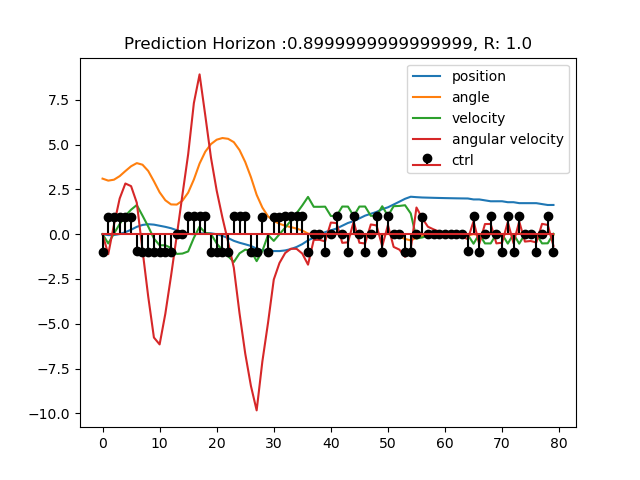 Prediction Horizon :0.8999999999999999, R: 1.0
position
angle
velocity
angular velocity
ctrl
7.5
5.0
2.5
0.0
−2.5
−5.0
−7.5
−10.0
0 10 20 30 40 50 60 70 80